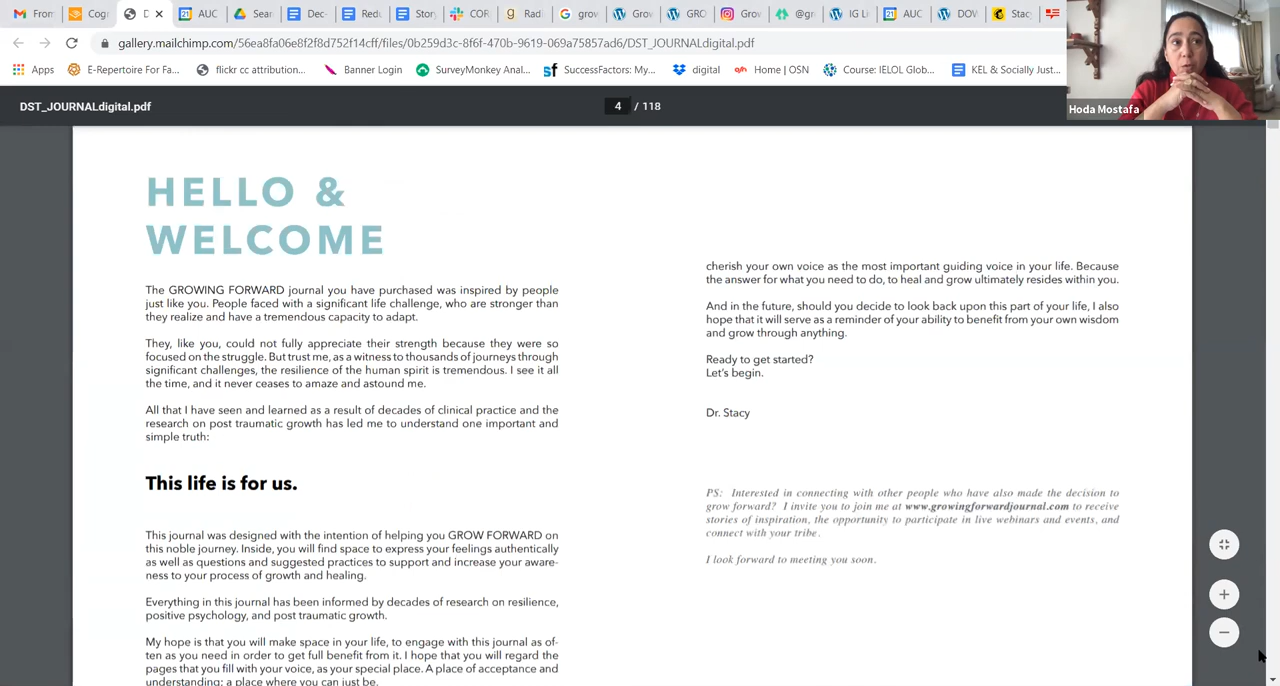 From
Cog
D
AUC
Sear
Dec-
Redu
Story
COR
Radi
grov
Grow
GRO
Grow
@gr
IG Li
AUC
DOW
Stac
gallery.mailchimp.com/56ea8fa06e8f2f8d752f14cff/files/0b259d3c-8f6f-470b-9619-069a75857ad6/DST_JOURNALdigital.pdf
Apps
E-Repertoire For Fa...
flickr cc attribution...
Banner Login
SurveyMonkey Anal...
SuccessFactors: My...
digital
Home | OSN
Course: IELOL Glob...
KEL & Socially Just...
Hoda Mostafa
DST_JOURNALdigital.pdf
4 / 118
HELLO &
WELCOME
The GROWING FORWARD journal you have purchased was inspired by people
just like you. People faced with a significant life challenge, who are stronger than
they realize and have a tremendous capacity to adapt.
They, like you, could not fully appreciate their strength because they were so
focused on the struggle. But trust me, as a witness to thousands of journeys through
significant challenges, the resilience of the human spirit is tremendous. I see it all
the time, and it never ceases to amaze and astound me.
All that I have seen and learned as a result of decades of clinical practice and the
research on post traumatic growth has led me to understand one important and
simple truth:
This life is for us.
This journal was designed with the intention of helping you GROW FORWARD on
this noble journey. Inside, you will find space to express your feelings authentically
as well as questions and suggested practices to support and increase your aware-
ness to your process of growth and healing.
Everything in this journal has been informed by decades of research on resilience,
positive psychology, and post traumatic growth.
My hope is that you will make space in your life, to engage with this journal as of-
ten as you need in order to get full benefit from it. I hope that you will regard the
pages that you fill with your voice, as your special place. A place of acceptance and
understanding; a place where you can just be.
cherish your own voice as the most important guiding voice in your life. Because
the answer for what you need to do, to heal and grow ultimately resides within you.
And in the future, should you decide to look back upon this part of your life, I also
hope that it will serve as a reminder of your ability to benefit from your own wisdom
and grow through anything.
Ready to get started?
Let's begin.
Dr. Stacy
PS: Interested in connecting with other people who have also made the decision to
grow forward? I invite you to join me at www.growingforwardjournal.com to receive
stories of inspiration, the opportunity to participate in live webinars and events, and
connect with your tribe.
I look forward to meeting you soon.